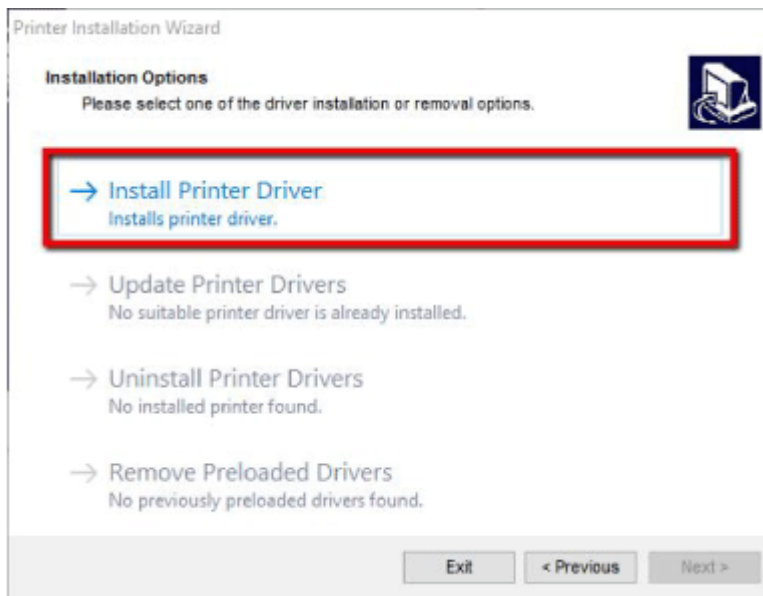 Printer Installation Wizard
Installation Options
Please select one of the driver installation or removal options.
Install Printer Driver
Installs printer driver.
Update Printer Drivers
No suitable printer driver is already installed.
Uninstall Printer Drivers
No installed printer found.
Remove Preloaded Drivers
No previously preloaded drivers found.
Exit < Previous Next >